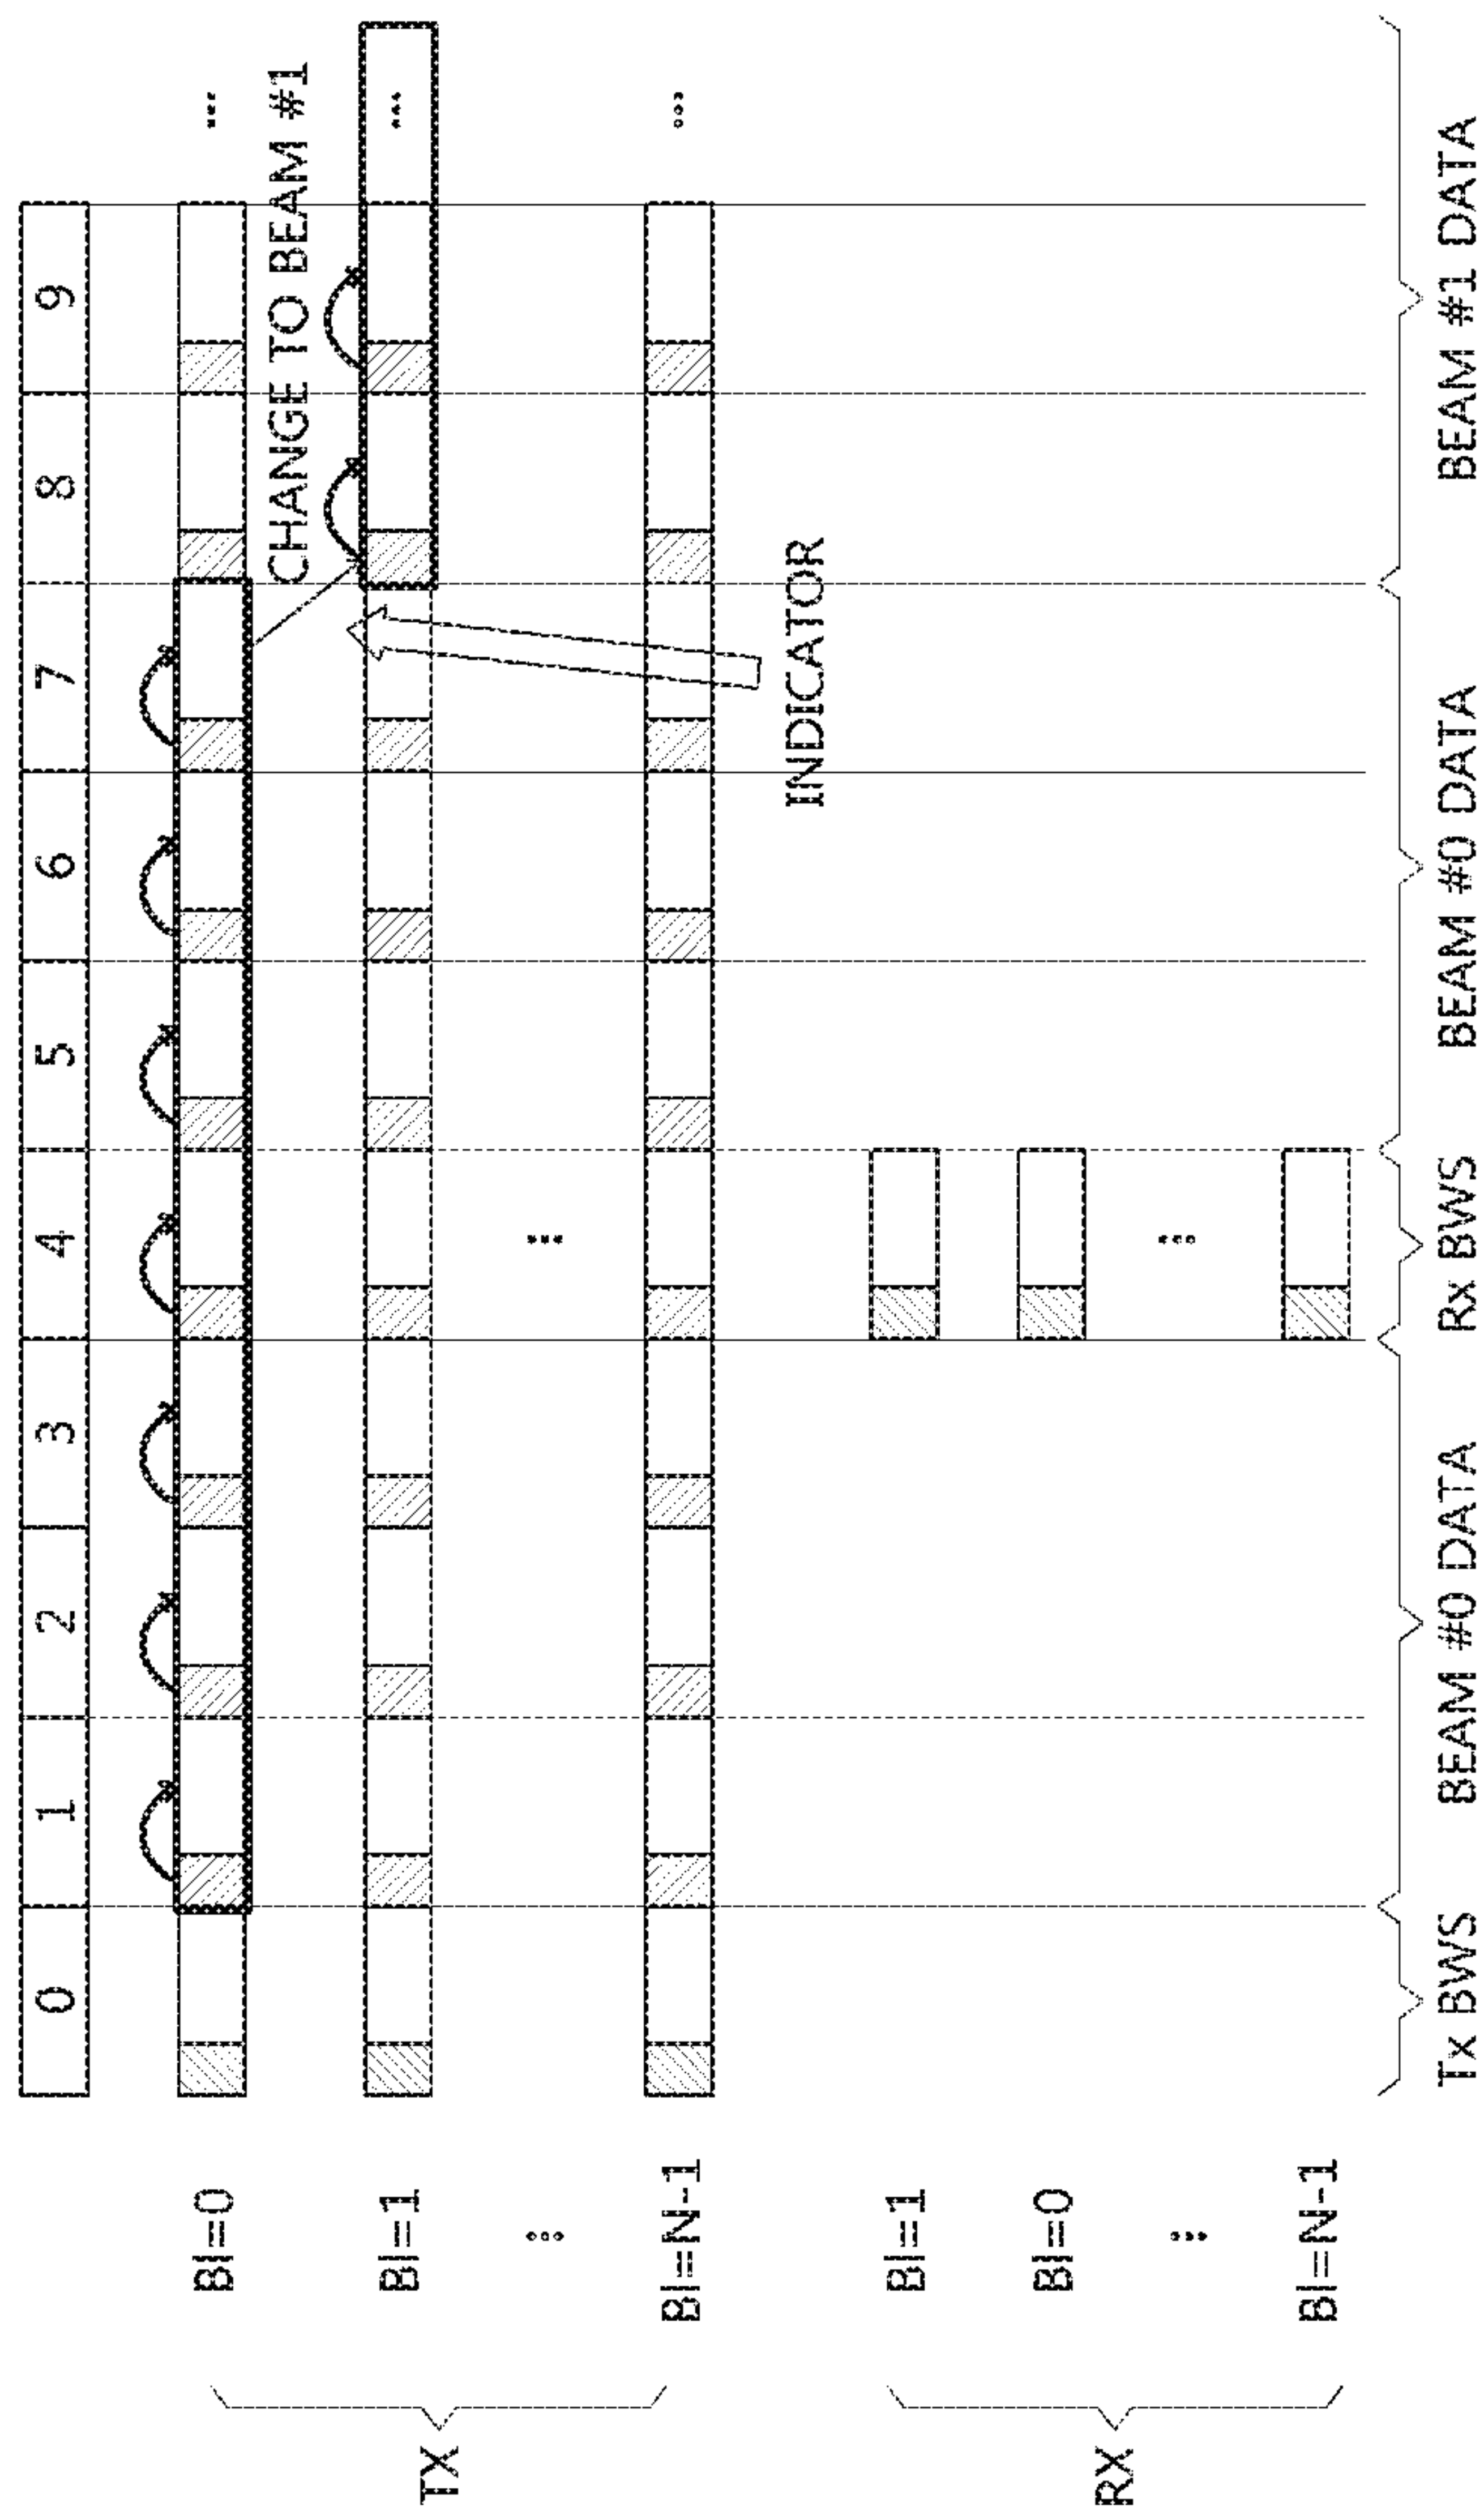 0 1 2 3 4 5 6 7 8 9
TX
BI=0
...
CHANGE TO BEAM #1
BI=1
...
...
...
BI=N-1
...
INDICATOR
RX
BI=1
BI=0
...
...
BI=N-1
Tx BWS
BEAM #0 DATA
Rx BWS
BEAM #0 DATA
BEAM #1 DATA